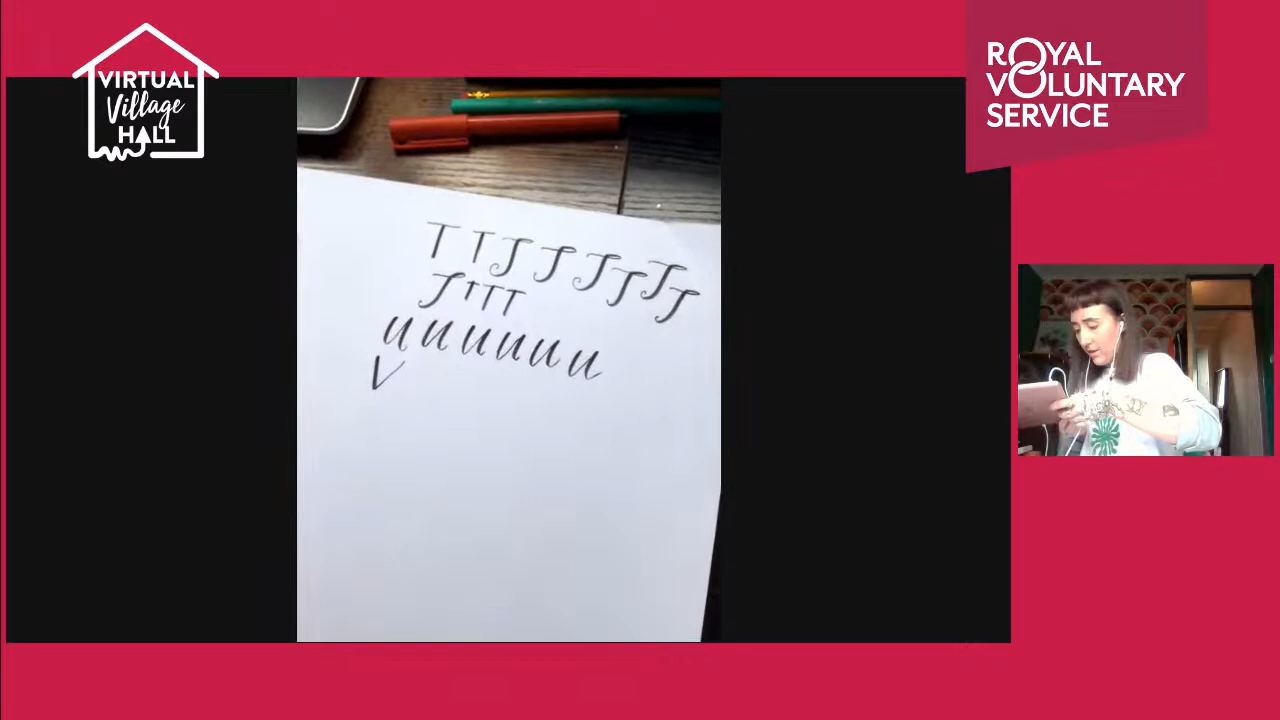 VIRTUAL
Village
HALL
ROYAL
VOLUNTARY
SERVICE
T T T T T T T T
T T T T
u u u u u u
V